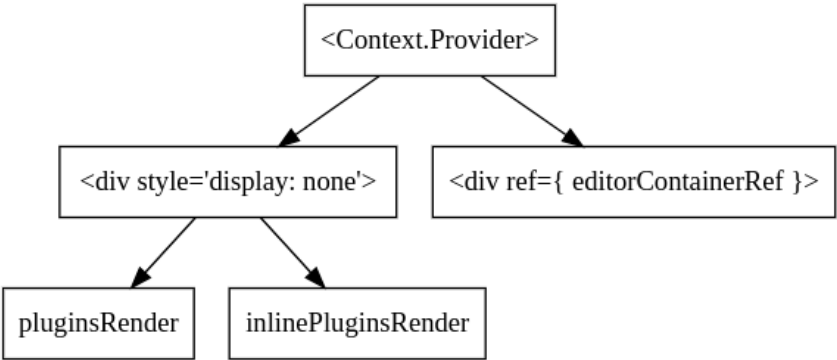 <Context.Provider>
<div style='display: none'>
<div ref={ editorContainerRef }>
pluginsRender
inlinePluginsRender